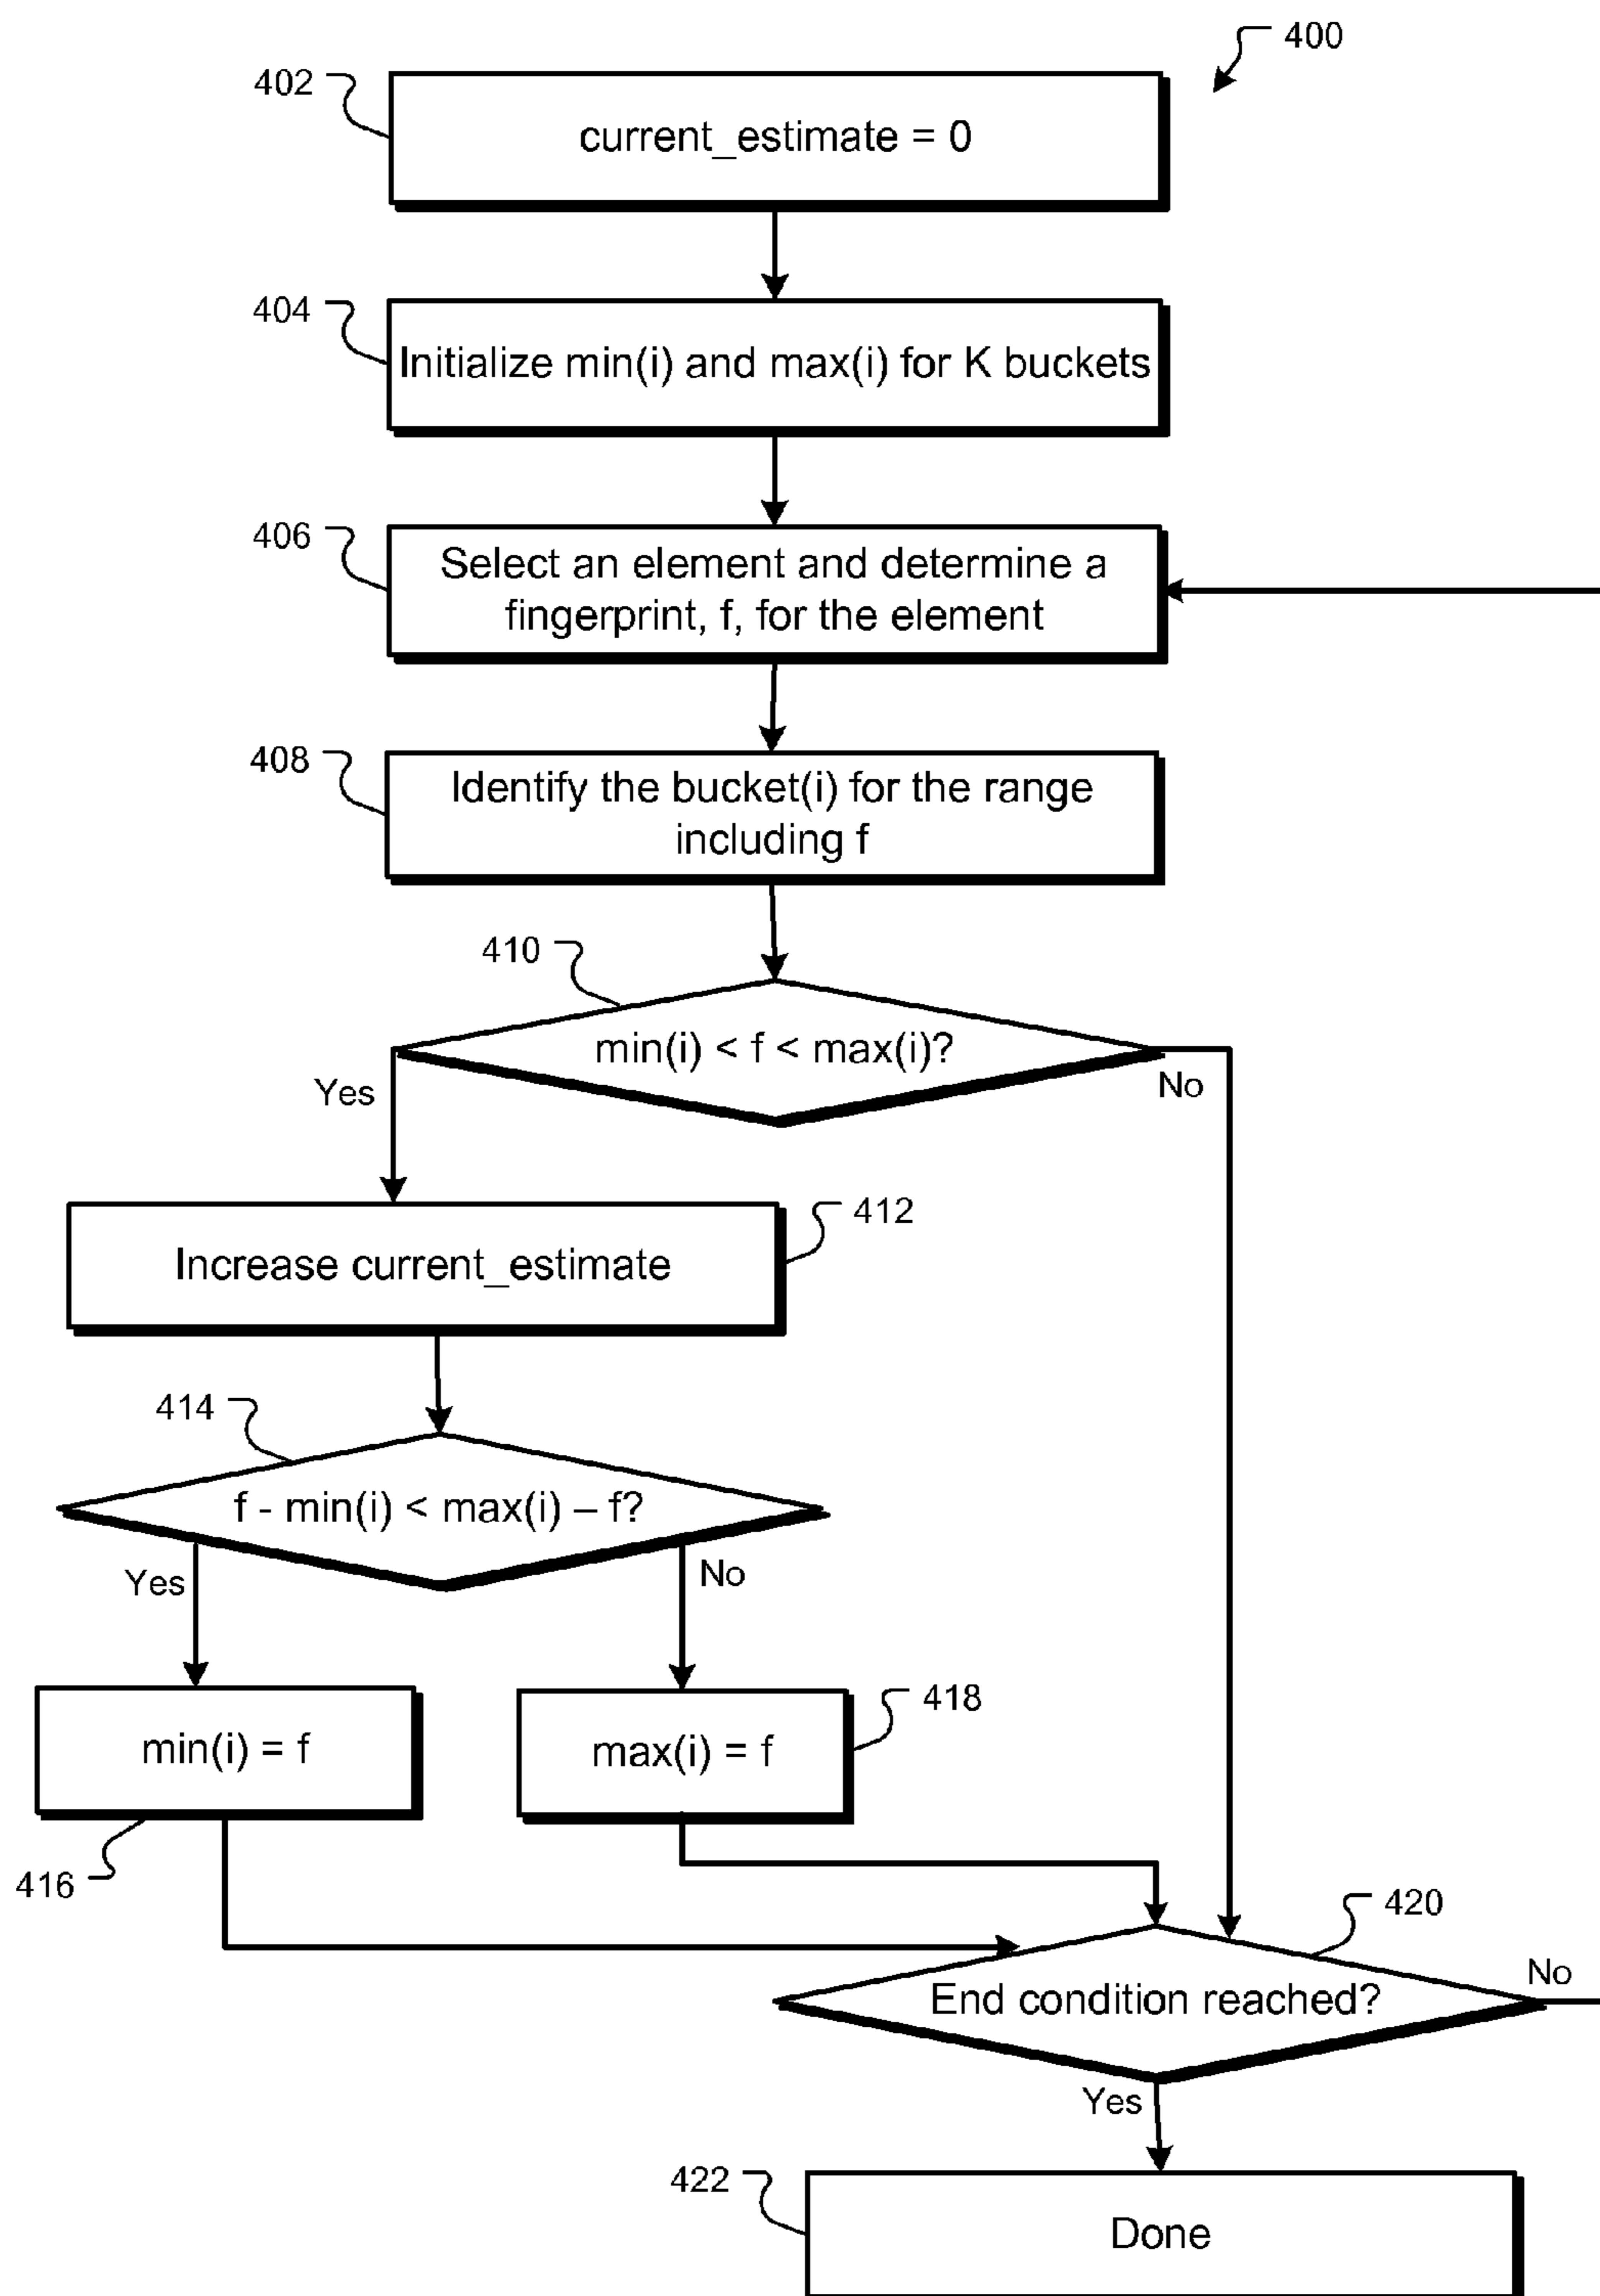 400
402
current_estimate = 0
404
Initialize min(i) and max(i) for K buckets
406
Select an element and determine a
fingerprint, f, for the element
408
Identify the bucket(i) for the range
including f
410
min(i) < f < max(i)?
Yes
No
412
Increase current_estimate
414
f - min(i) < max(i) – f?
Yes
No
min(i) = f
416
max(i) = f
418
420
End condition reached?
No
Yes
422
Done